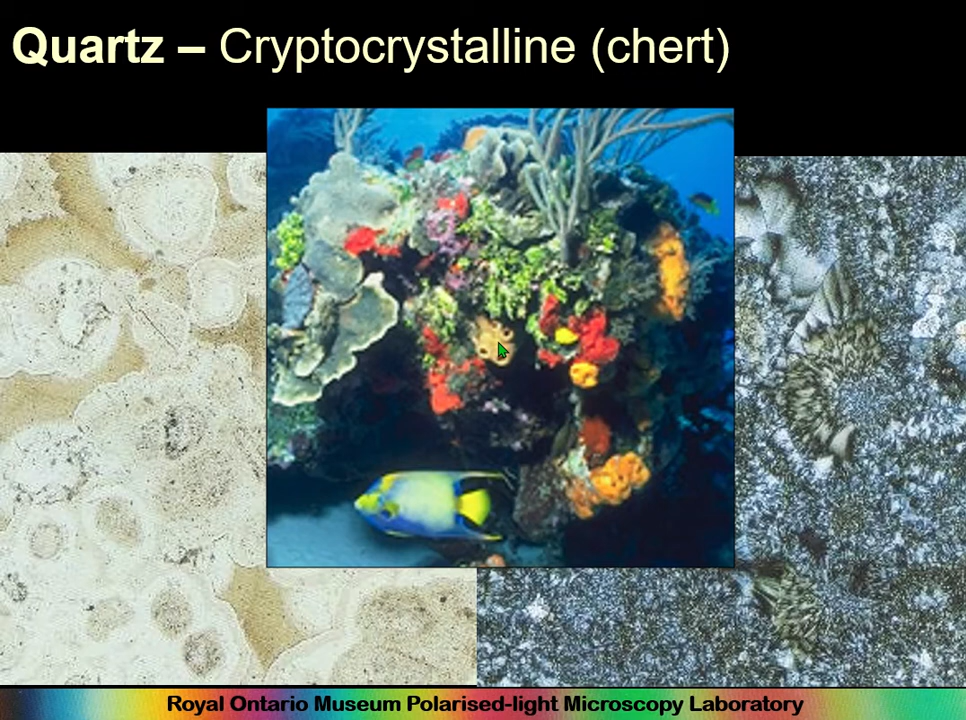 Quartz – Cryptocrystalline (chert)
Royal Ontario Museum Polarised-light Microscopy Laboratory